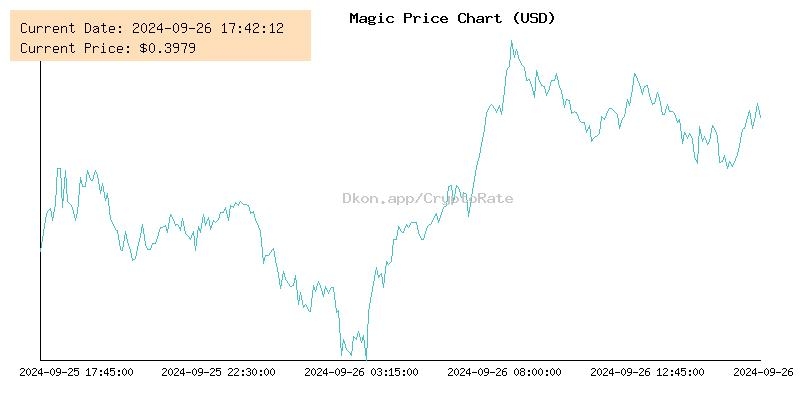 Magic Price Chart (USD)
Current Date: 2024-09-26 17:42:12
Current Price: $0.3979
Dkon.app/CryptoRate
2024-09-25 17:45:00 2024-09-25 22:30:00 2024-09-26 03:15:00 2024-09-26 08:00:00 2024-09-26 12:45:00 2024-09-26